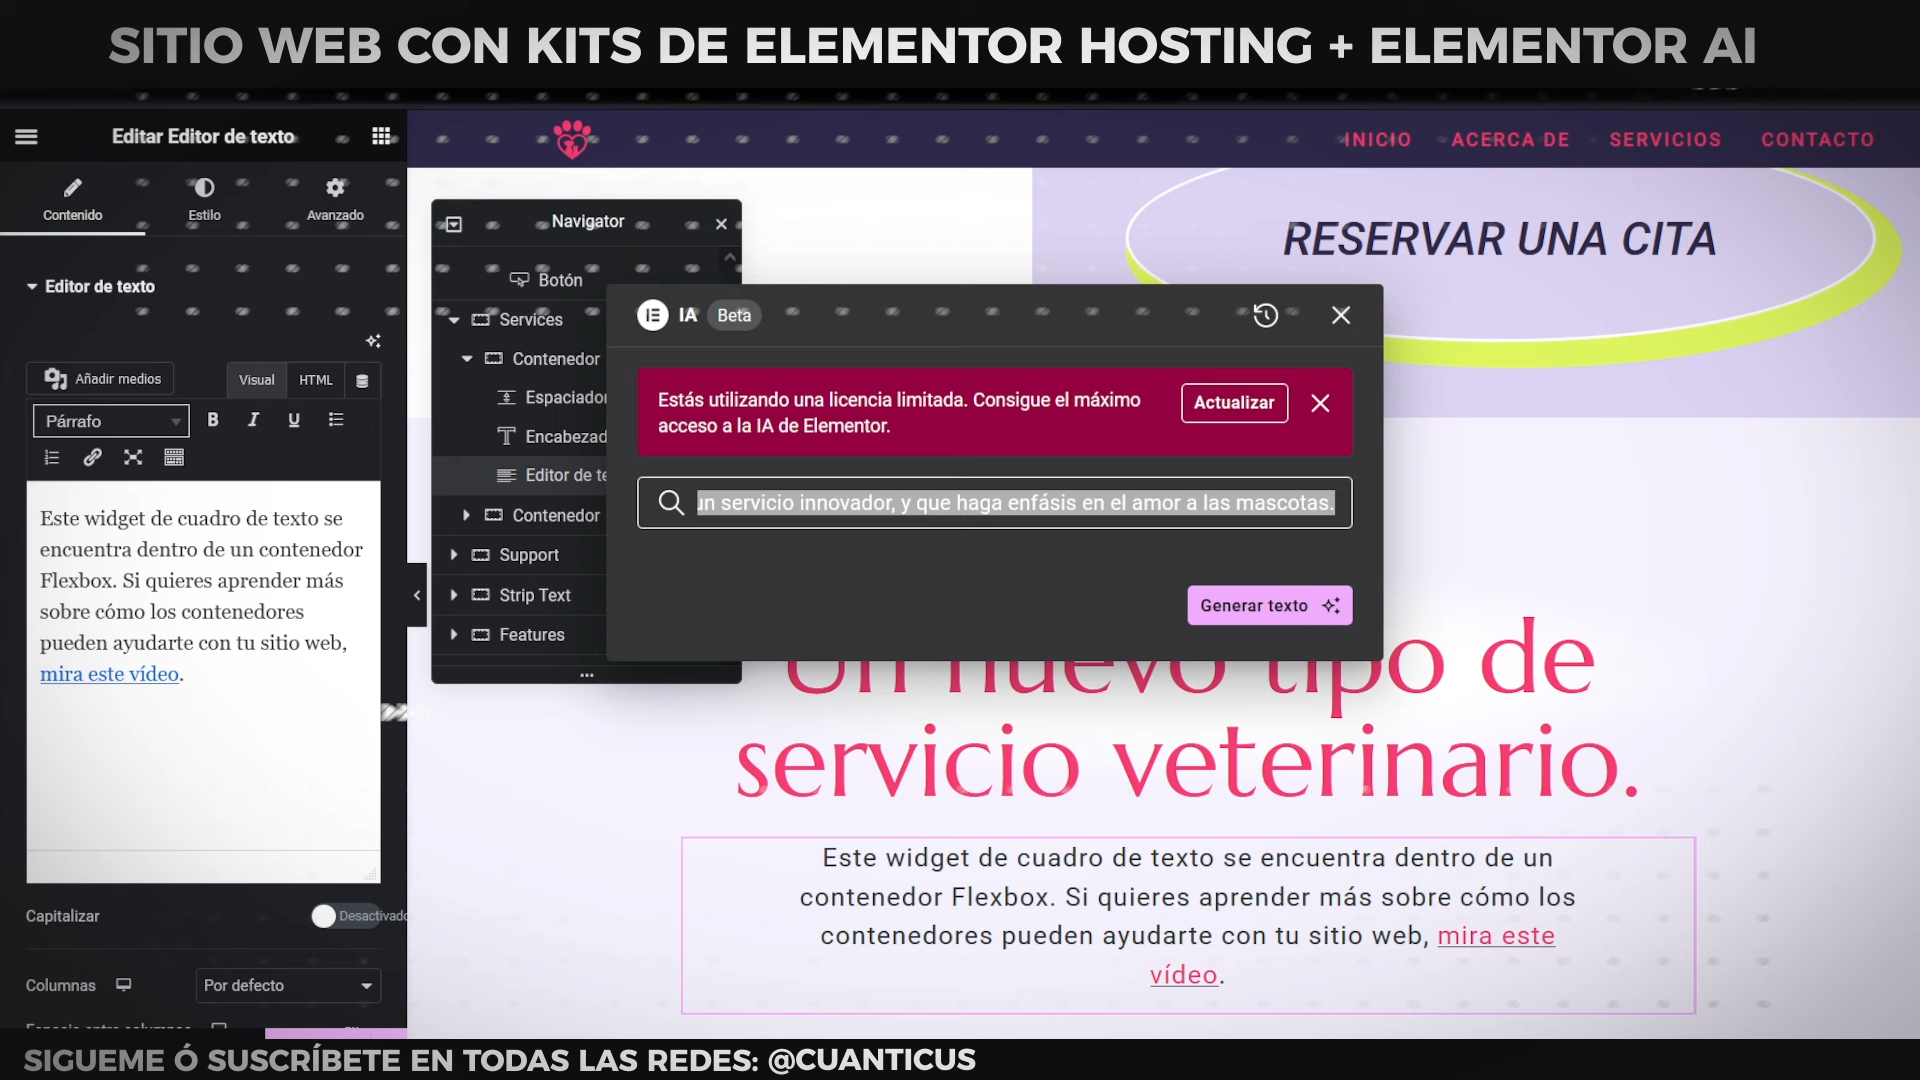 SITIO WEB CON KITS DE ELEMENTOR HOSTING + ELEMENTOR AI
Editar Editor de texto
Contenido
Estilo
Avanzado
Editor de texto
Añadir medios
Visual
HTML
Párrafo
B
I
U
Este widget de cuadro de texto se
encuentra dentro de un contenedor
Flexbox. Si quieres aprender más
sobre cómo los contenedores
pueden ayudarte con tu sitio web,
mira este vídeo.
Capitalizar
Desactivado
Columnas
Por defecto
Navigator
Botón
Services
Contenedor
Espaciador
Encabezad
Editor de te
Contenedor
Support
Strip Text
Features
IA
Beta
Estás utilizando una licencia limitada. Consigue el máximo
acceso a la IA de Elementor.
Actualizar
un servicio innovador, y que haga enfásis en el amor a las mascotas.
Generar texto
INICIO
ACERCA DE
SERVICIOS
CONTACTO
RESERVAR UNA CITA
Un nuevo tipo de
servicio veterinario.
Este widget de cuadro de texto se encuentra dentro de un
contenedor Flexbox. Si quieres aprender más sobre cómo los
contenedores pueden ayudarte con tu sitio web, mira este
vídeo.
SIGUEME Ó SUSCRÍBETE EN TODAS LAS REDES: @CUANTICUS